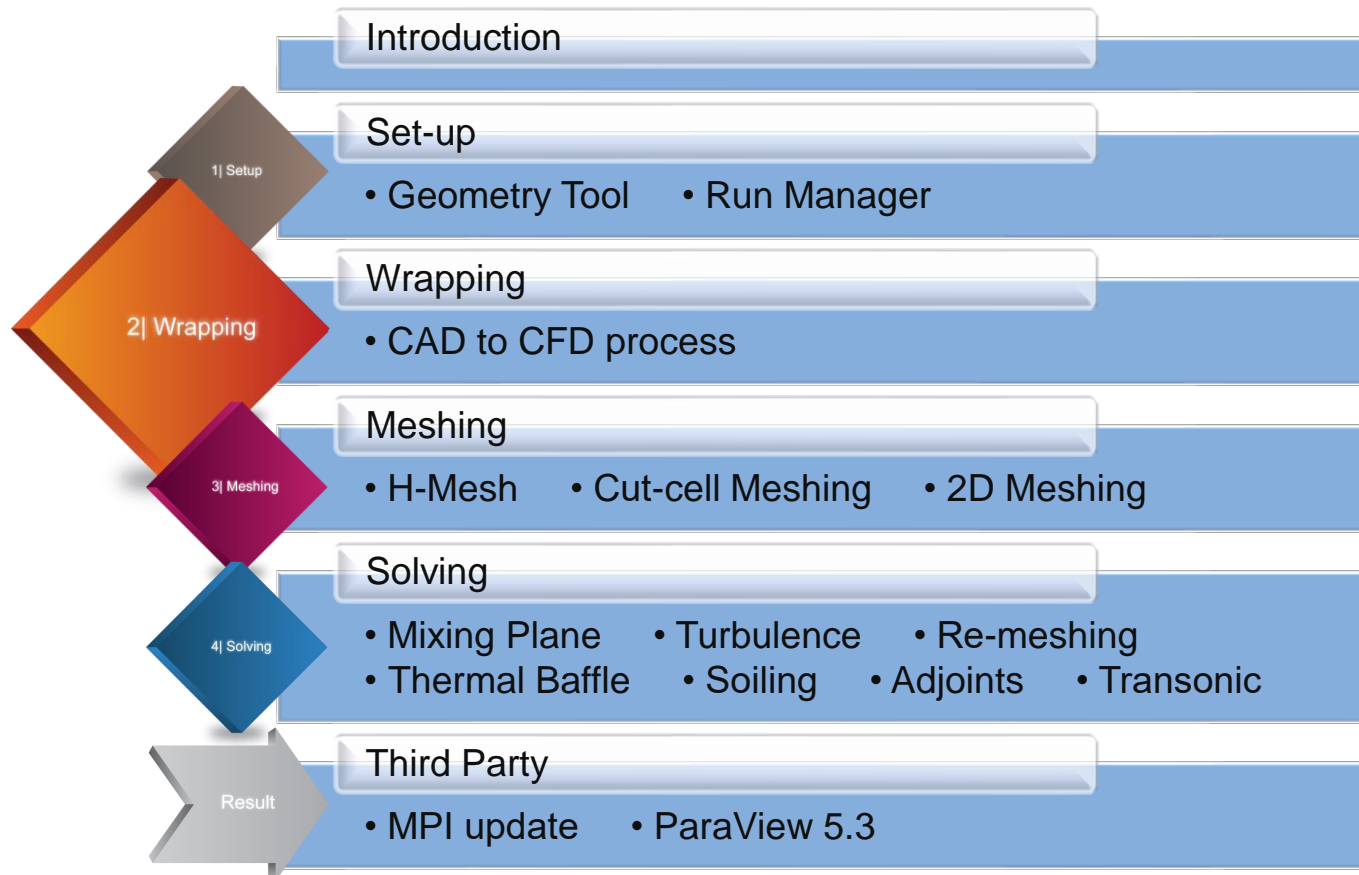 Introduction
Set-up
1| Setup
• Geometry Tool • Run Manager
Wrapping
2| Wrapping
• CAD to CFD process
Meshing
3| Meshing
• H-Mesh • Cut-cell Meshing • 2D Meshing
Solving
4| Solving
• Mixing Plane • Turbulence • Re-meshing
• Thermal Baffle • Soiling • Adjoints • Transonic
Third Party
Result
• MPI update • ParaView 5.3